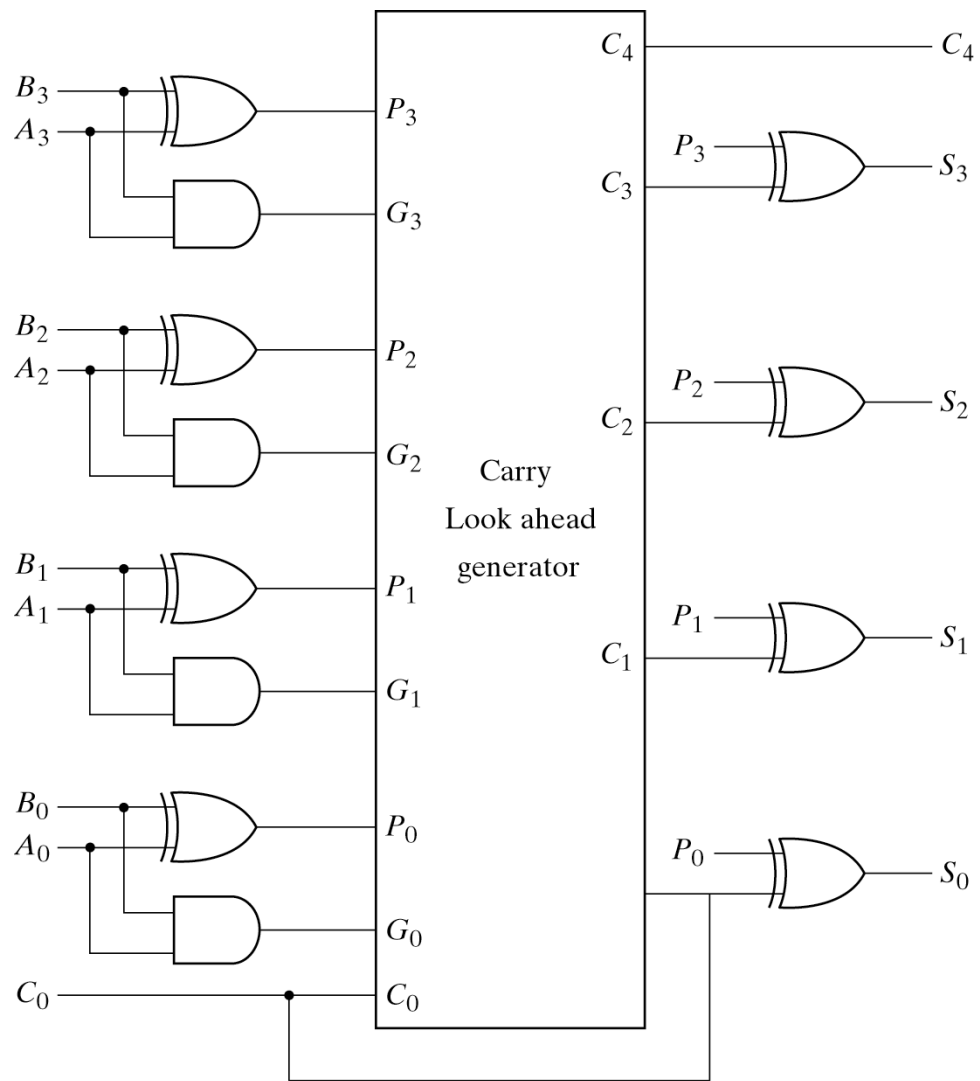 C₄ C₄
B₃
P₃
A₃
P₃
S₃
C₃
G₃
B₂
P₂
A₂
P₂
S₂
C₂
G₂
Carry
Look ahead
generator
B₁
P₁
A₁
P₁
S₁
C₁
G₁
B₀
P₀
A₀
P₀
S₀
G₀
C₀ C₀